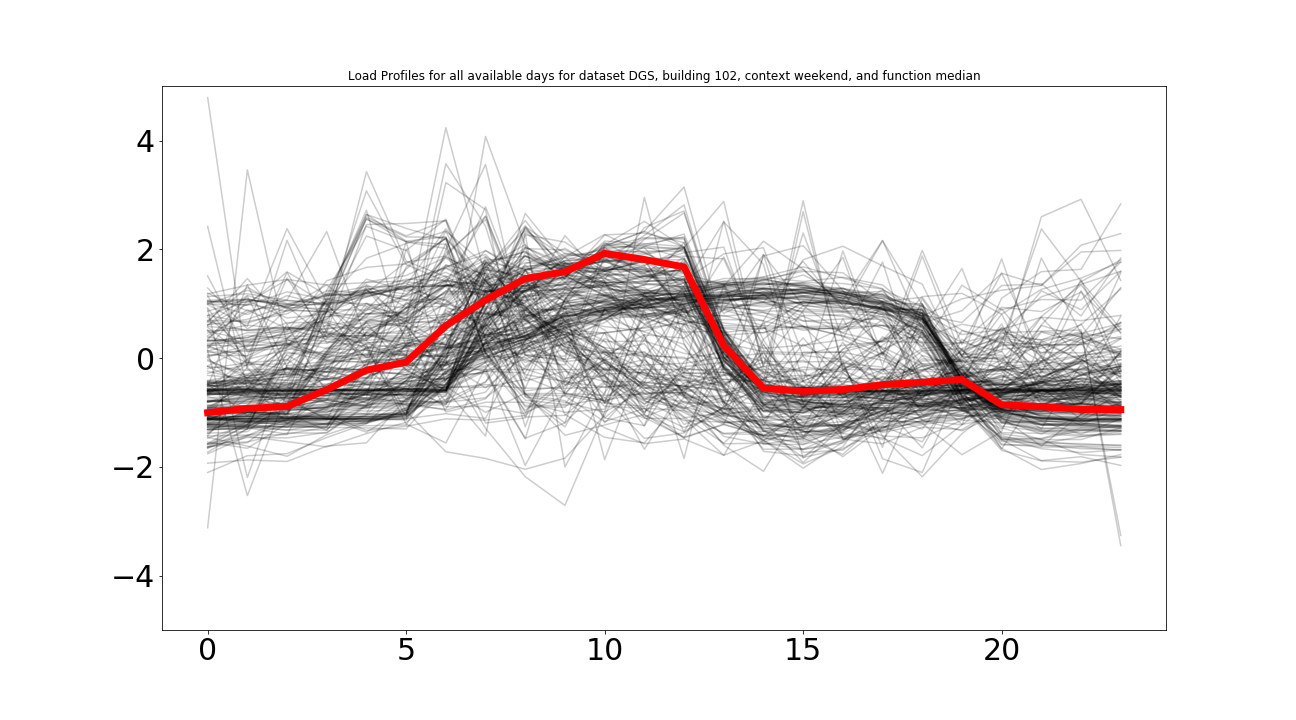 Load Profiles for all available days for dataset DGS, building 102, context weekend, and function median
4
2
0
−2
−4
0 5 10 15 20